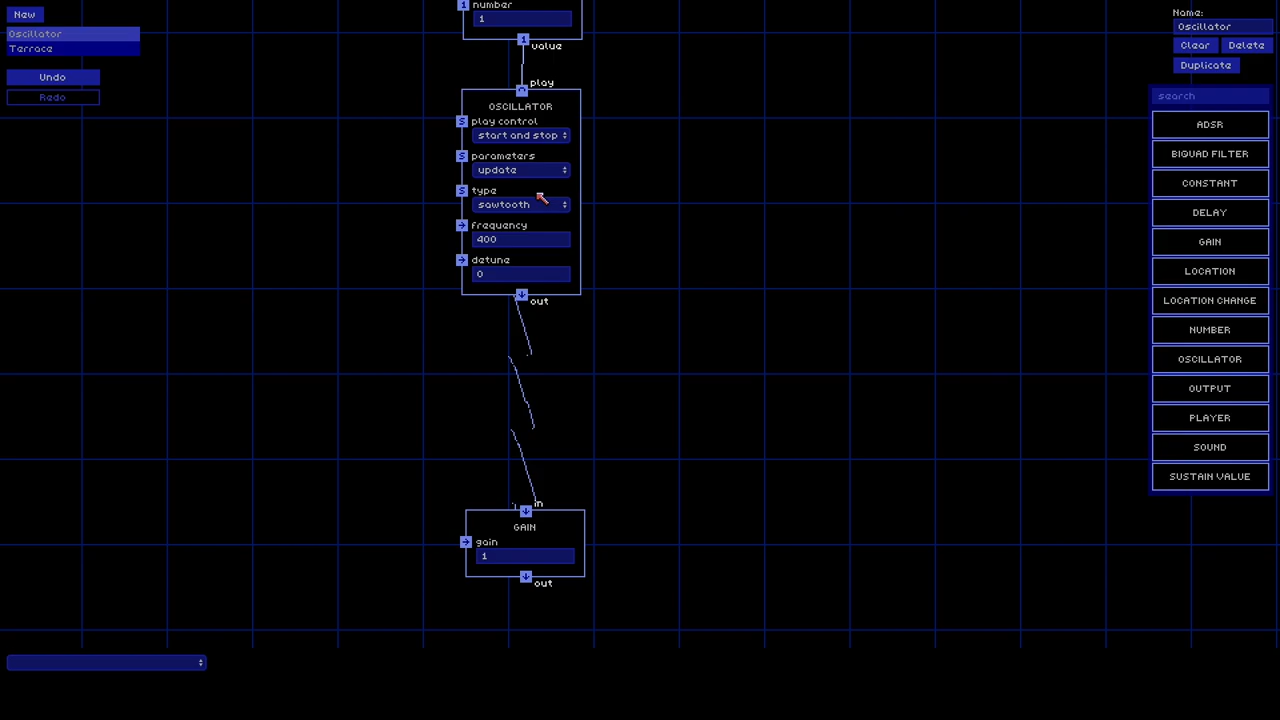 New
Oscillator
Terrace
Undo
Redo
number
1
1
1
value
play
OSCILLATOR
S
play control
start and stop
S
parameters
update
S
type
sawtooth
frequency
400
detune
0
out
in
GAIN
gain
1
out
Name:
Oscillator
Clear
Delete
Duplicate
search
ADSR
BIQUAD FILTER
CONSTANT
DELAY
GAIN
LOCATION
LOCATION CHANGE
NUMBER
OSCILLATOR
OUTPUT
PLAYER
SOUND
SUSTAIN VALUE